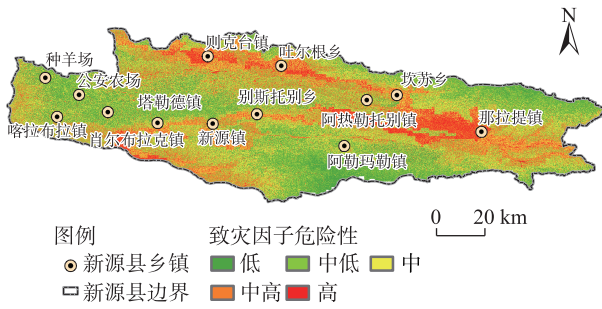 N
则克台镇
吐尔根乡
种羊场
公安农场
坎苏乡
塔勒德镇
别斯托别乡
那拉提镇
阿热勒托别镇
喀拉布拉镇
肖尔布拉克镇
新源镇
阿勒玛勒镇
0 20 km
图例 致灾因子危险性
新源县乡镇 低 中低 中
新源县边界 中高 高